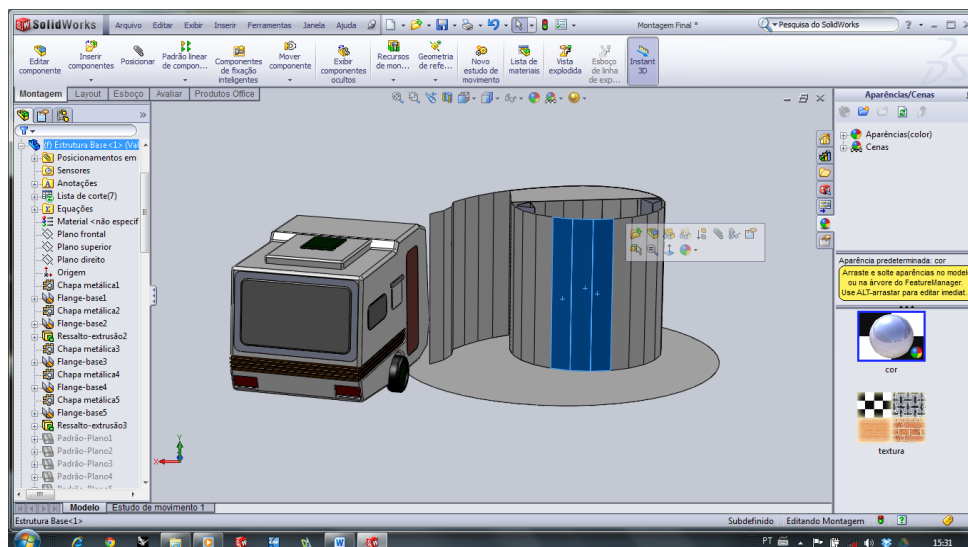 SolidWorks Arquivo Editar Exibir Inserir Ferramentas Janela Ajuda Montagem Final * Pesquisa do SolidWorks
Editar componente
Inserir componentes
Posicionar
Padrão linear de compon...
Componentes de fixação inteligentes
Mover componente
Exibir componentes ocultos
Recursos de mon...
Geometria de refe...
Novo estudo de movimento
Lista de materiais
Vista explodida
Esboço de linha de exp...
Instant 3D
Montagem Layout Esboço Avaliar Produtos Office
(f) Estrutura Base<1> (Val
Posicionamentos em
Sensores
Anotações
Lista de corte(7)
Equações
Material <não especif
Plano frontal
Plano superior
Plano direito
Origem
Chapa metálica1
Flange-base1
Chapa metálica2
Flange-base2
Ressalto-extrusão2
Chapa metálica3
Flange-base3
Chapa metálica4
Flange-base4
Chapa metálica5
Flange-base5
Ressalto-extrusão3
Padrão-Plano1
Padrão-Plano2
Padrão-Plano3
Padrão-Plano4
Y
X
Aparências/Cenas
Aparências(color)
Cenas
Aparência predeterminada: cor
Arraste e solte aparências no model
ou na árvore do FeatureManager.
Use ALT-arrastar para editar imediat.
cor
textura
Modelo Estudo de movimento 1
Estrutura Base<1> Subdefinido Editando Montagem
PT 15:31